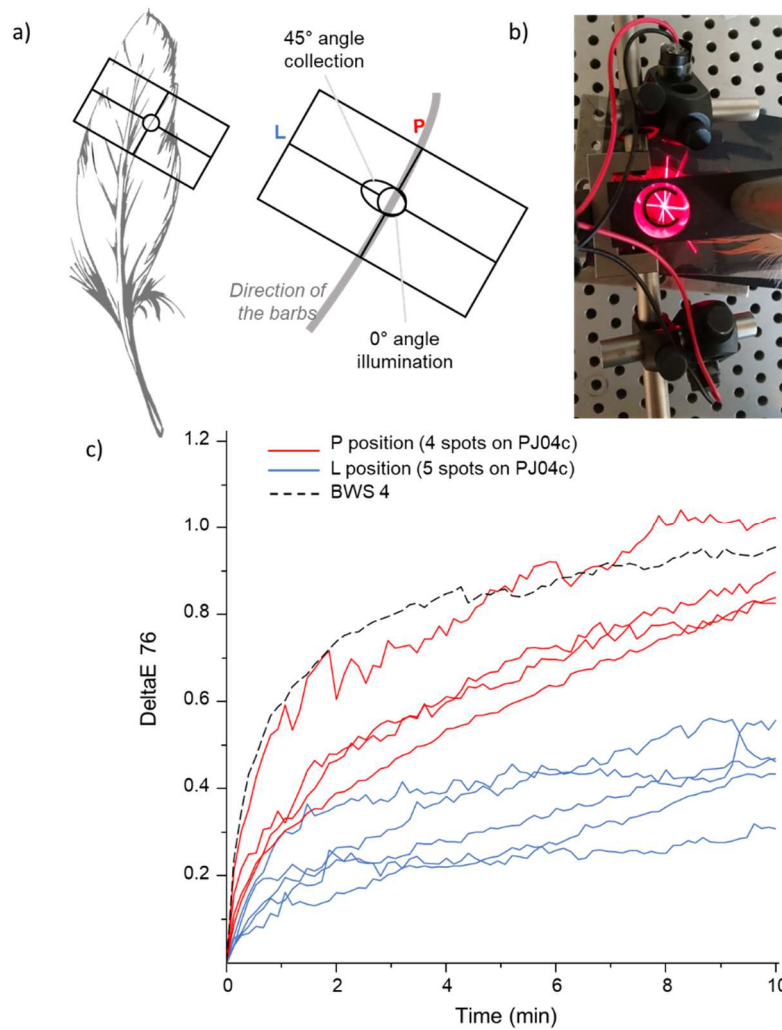 a)
45° angle
collection
L
P
Direction of
the barbs
0° angle
illumination
b)
c)
P position (4 spots on PJ04c)
L position (5 spots on PJ04c)
BWS 4
1.2
1.0
0.8
0.6
0.4
0.2
DeltaE 76
0
2
4
6
8
10
Time (min)